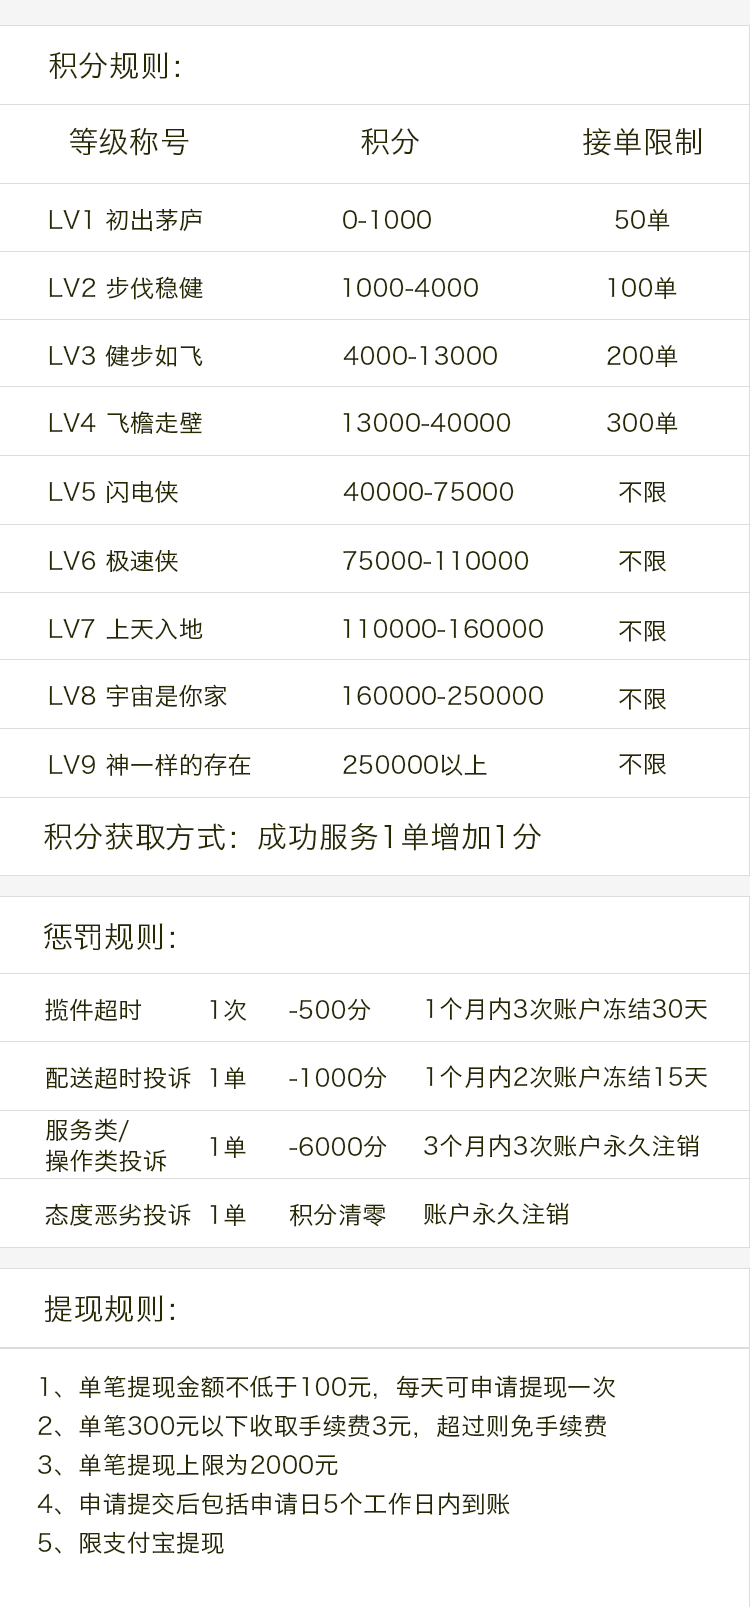 积分规则：
等级称号 积分 接单限制
LV1 初出茅庐 0-1000 50单
LV2 步伐稳健 1000-4000 100单
LV3 健步如飞 4000-13000 200单
LV4 飞檐走壁 13000-40000 300单
LV5 闪电侠 40000-75000 不限
LV6 极速侠 75000-110000 不限
LV7 上天入地 110000-160000 不限
LV8 宇宙是你家 160000-250000 不限
LV9 神一样的存在 250000以上 不限
积分获取方式：成功服务1单增加1分
惩罚规则：
揽件超时 1次 -500分 1个月内3次账户冻结30天
配送超时投诉 1单 -1000分 1个月内2次账户冻结15天
服务类/
操作类投诉 1单 -6000分 3个月内3次账户永久注销
态度恶劣投诉 1单 积分清零 账户永久注销
提现规则：
1、单笔提现金额不低于100元，每天可申请提现一次
2、单笔300元以下收取手续费3元，超过则免手续费
3、单笔提现上限为2000元
4、申请提交后包括申请日5个工作日内到账
5、限支付宝提现